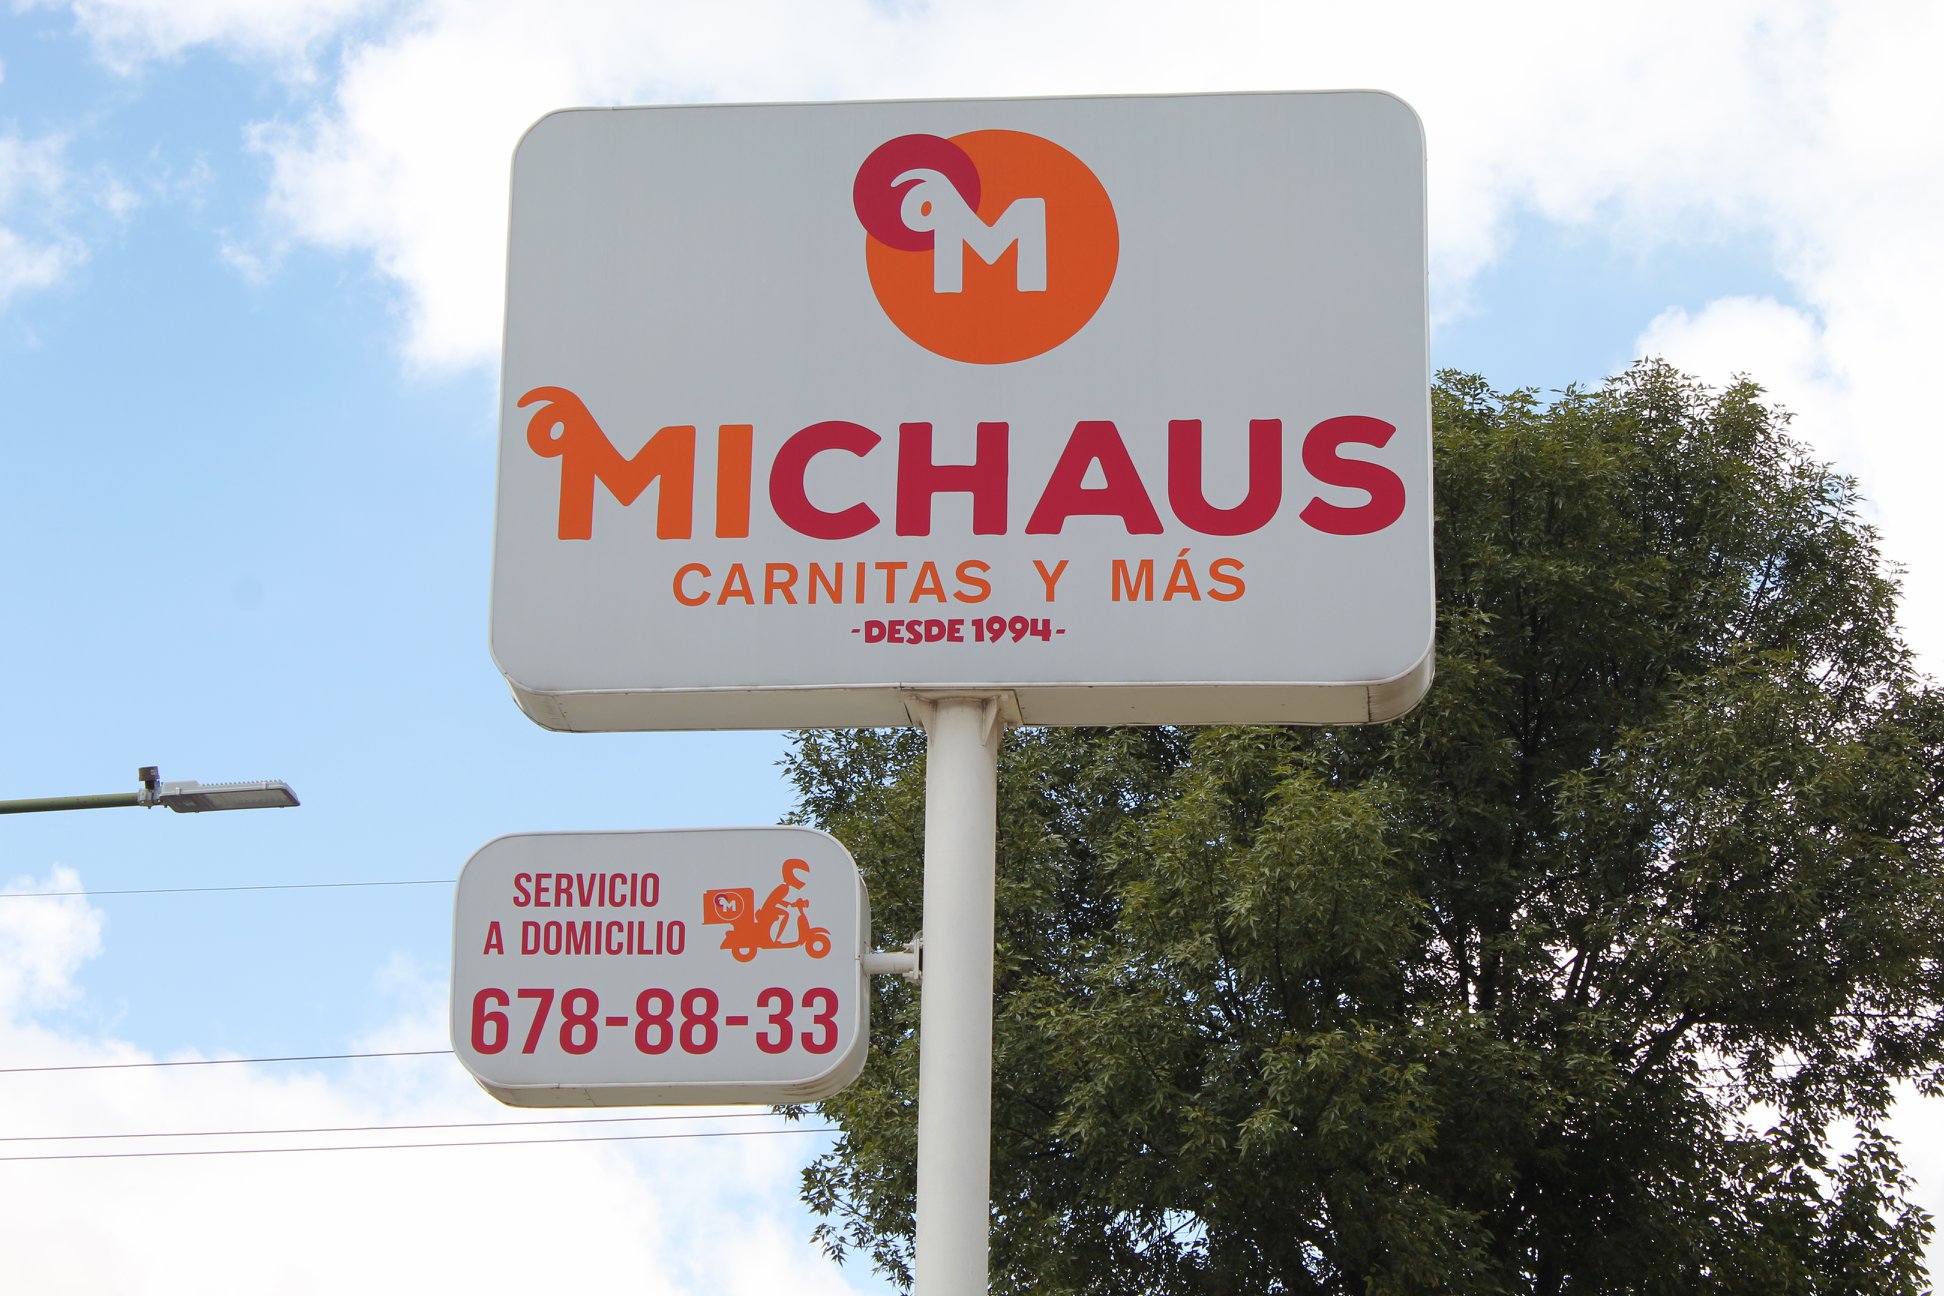 M
MICHAUS
CARNITAS Y MÁS
-DESDE 1994-
SERVICIO
A DOMICILIO
M
678-88-33